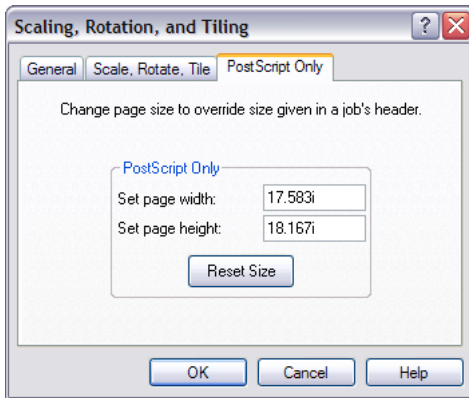 Scaling, Rotation, and Tiling
General Scale, Rotate, Tile PostScript Only
Change page size to override size given in a job's header.
PostScript Only
Set page width: 17.583i
Set page height: 18.167i
Reset Size
OK Cancel Help